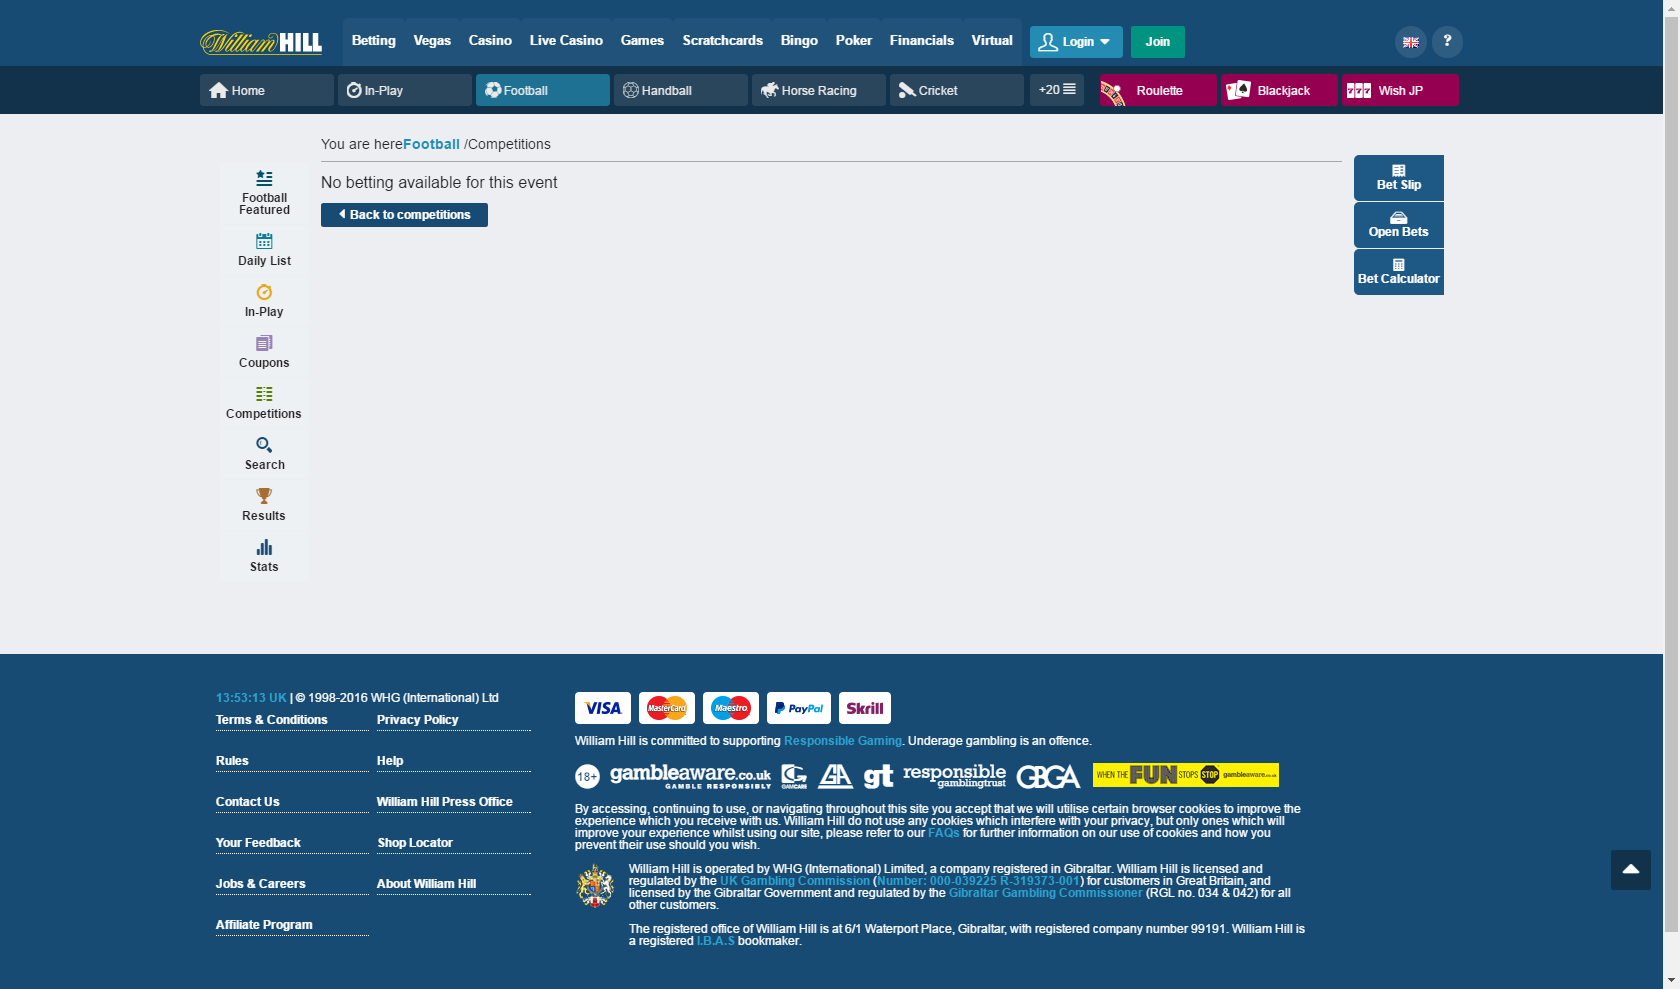 William HILL
Betting Vegas Casino Live Casino Games Scratchcards Bingo Poker Financials Virtual Login Join ?
Home In-Play Football Handball Horse Racing Cricket +20 Roulette Blackjack 777 Wish JP
You are hereFootball /Competitions
No betting available for this event
Back to competitions
Football
Featured
Daily List
In-Play
Coupons
Competitions
Search
Results
Stats
Bet Slip
Open Bets
Bet Calculator
13:53:13 UK | © 1998-2016 WHG (International) Ltd
Terms & Conditions Privacy Policy
Rules Help
Contact Us William Hill Press Office
Your Feedback Shop Locator
Jobs & Careers About William Hill
Affiliate Program
VISA MasterCard Maestro PayPal Skrill
William Hill is committed to supporting Responsible Gaming. Underage gambling is an offence.
18+ gambleaware.co.uk GAMBLE RESPONSIBLY GAMCARE GA gt responsible gamblingtrust GBGA WHEN THE FUN STOPS STOP gambleaware.co.uk
By accessing, continuing to use, or navigating throughout this site you accept that we will utilise certain browser cookies to improve the
experience which you receive with us. William Hill do not use any cookies which interfere with your privacy, but only ones which will
improve your experience whilst using our site, please refer to our FAQs for further information on our use of cookies and how you
prevent their use should you wish.
William Hill is operated by WHG (International) Limited, a company registered in Gibraltar. William Hill is licensed and
regulated by the UK Gambling Commission (Number: 000-039225 R-319373-001) for customers in Great Britain, and
licensed by the Gibraltar Government and regulated by the Gibraltar Gambling Commissioner (RGL no. 034 & 042) for all
other customers.
The registered office of William Hill is at 6/1 Waterport Place, Gibraltar, with registered company number 99191. William Hill is
a registered I.B.A.S bookmaker.